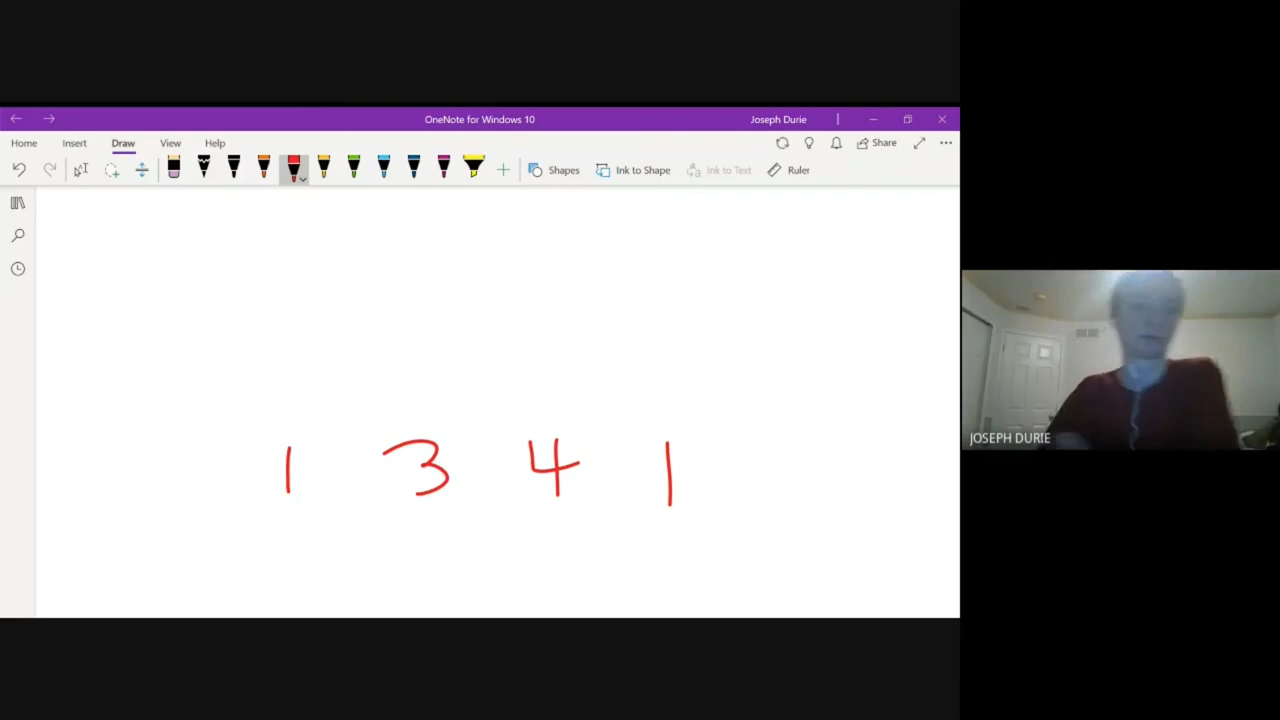 OneNote for Windows 10
Joseph Durie
Home Insert Draw View Help
Share
Shapes Ink to Shape Ink to Text Ruler
1 3 4 1
JOSEPH DURIE